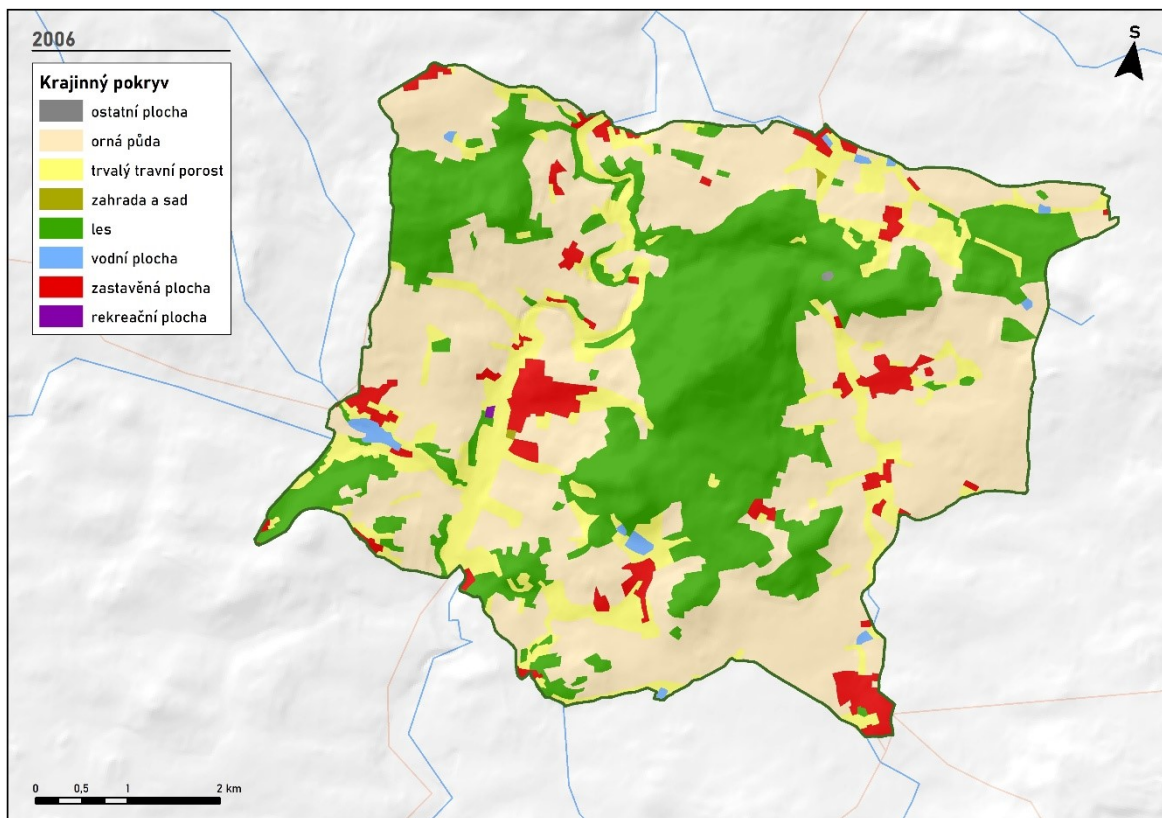 2006
S
Krajinný pokryv
ostatní plocha
orná půda
trvalý travní porost
zahrada a sad
les
vodní plocha
zastavěná plocha
rekreační plocha
0 0,5 1 2 km